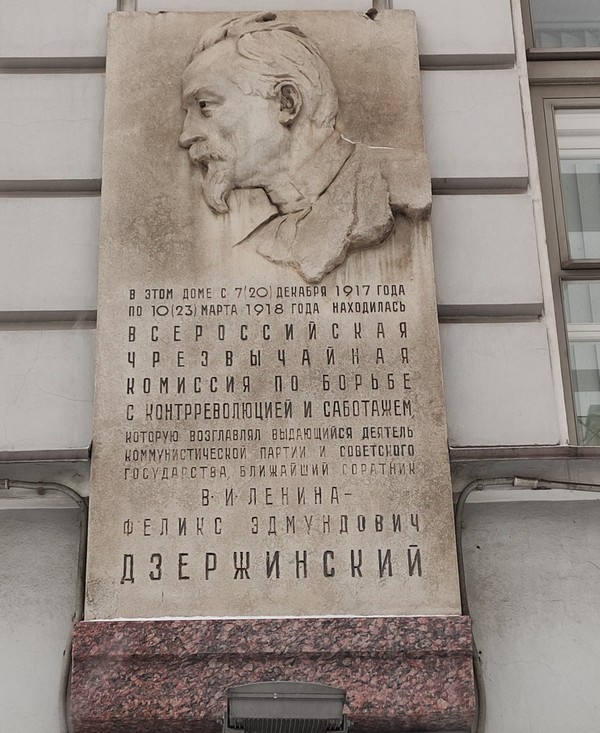 В ЭТОМ ДОМЕ С 7(20) ДЕКАБРЯ 1917 ГОДА
ПО 10(23) МАРТА 1918 ГОДА НАХОДИЛАСЬ
ВСЕРОССИЙСКАЯ
ЧРЕЗВЫЧАЙНАЯ
КОМИССИЯ ПО БОРЬБЕ
С КОНТРРЕВОЛЮЦИЕЙ И САБОТАЖЕМ,
КОТОРУЮ ВОЗГЛАВЛЯЛ ВЫДАЮЩИЙСЯ ДЕЯТЕЛЬ
КОММУНИСТИЧЕСКОЙ ПАРТИИ И СОВЕТСКОГО
ГОСУДАРСТВА, БЛИЖАЙШИЙ СОРАТНИК
В·И·ЛЕНИНА-
ФЕЛИКС ЭДМУНДОВИЧ
ДЗЕРЖИНСКИЙ